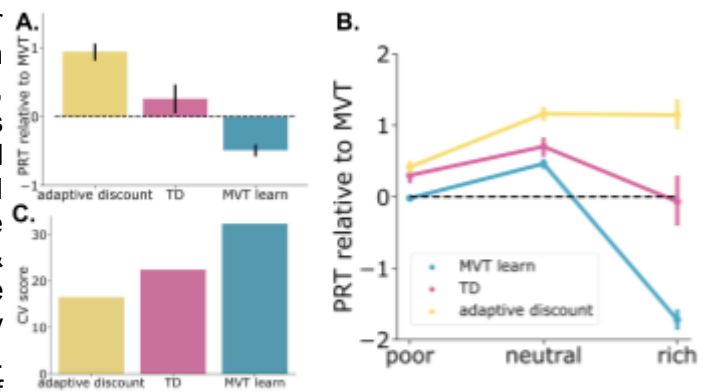 A.
PRT relative to MVT
1
0
−1
adaptive discount TD MVT learn
C.
CV score
30
20
10
0
adaptive discount TD MVT learn
B.
PRT relative to MVT
2
1
0
−1
−2
MVT learn
TD
adaptive discount
poor neutral rich